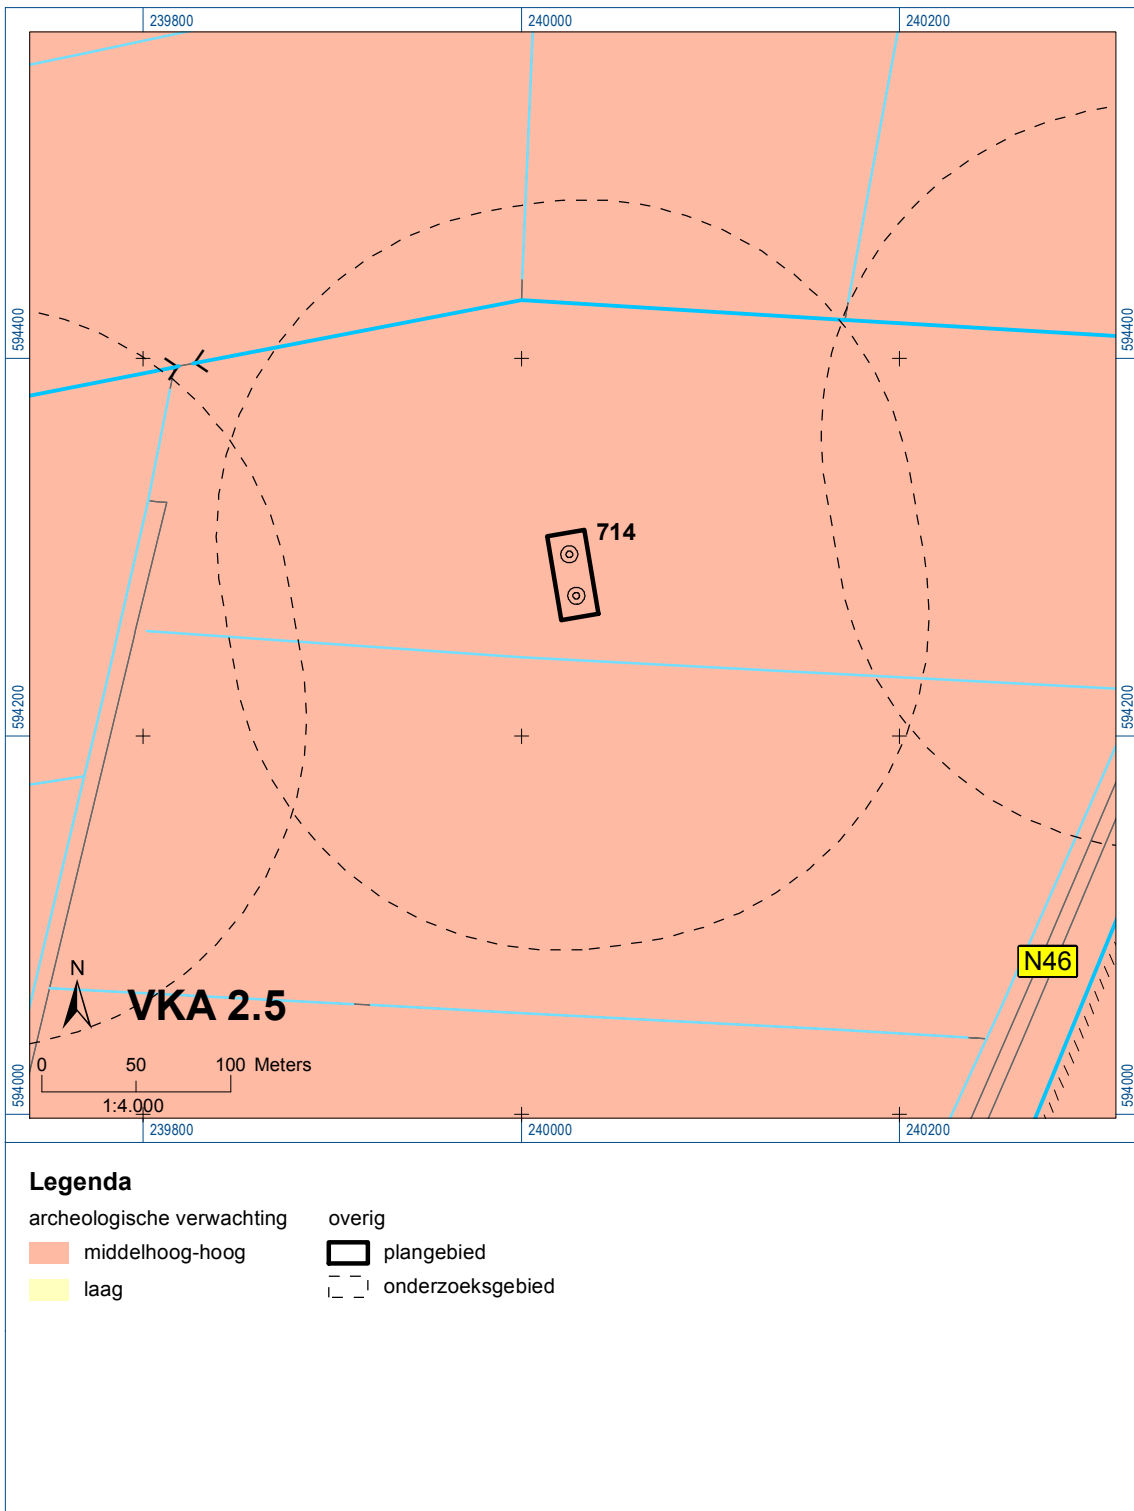 239800 240000 240200
594400 594400
714
594200 594200
N46
N
VKA 2.5
0 50 100 Meters
1:4.000
594000 594000
239800 240000 240200
Legenda
archeologische verwachting overig
middelhoog-hoog plangebied
laag onderzoeksgebied